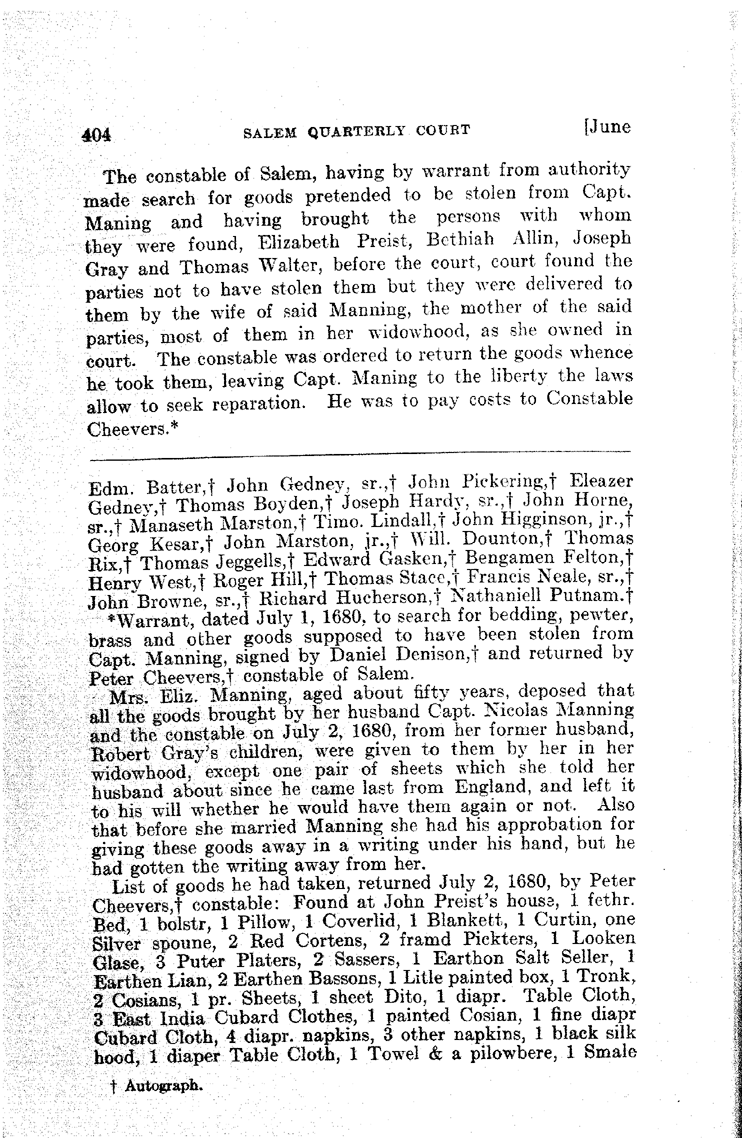 404 SALEM QUARTERLY COURT [June
The constable of Salem, having by warrant from authority
made search for goods pretended to be stolen from Capt.
Maning and having brought the persons with whom
they were found, Elizabeth Preist, Bethiah Allin, Joseph
Gray and Thomas Walter, before the court, court found the
parties not to have stolen them but they were delivered to
them by the wife of said Manning, the mother of the said
parties, most of them in her widowhood, as she owned in
court. The constable was ordered to return the goods whence
he took them, leaving Capt. Maning to the liberty the laws
allow to seek reparation. He was to pay costs to Constable
Cheevers.*
Edm. Batter,† John Gedney, sr.,† John Pickering,† Eleazer
Gedney,† Thomas Boyden,† Joseph Hardy, sr.,† John Horne,
sr.,† Manaseth Marston,† Timo. Lindall,† John Higginson, jr.,†
Georg Kesar,† John Marston, jr.,† Will. Dounton,† Thomas
Rix,† Thomas Jeggells,† Edward Gasken,† Bengamen Felton,†
Henry West,† Roger Hill,† Thomas Stace,† Francis Neale, sr.,†
John Browne, sr.,† Richard Hucherson,† Nathaniell Putnam.†
*Warrant, dated July 1, 1680, to search for bedding, pewter,
brass and other goods supposed to have been stolen from
Capt. Manning, signed by Daniel Denison,† and returned by
Peter Cheevers,† constable of Salem.
Mrs. Eliz. Manning, aged about fifty years, deposed that
all the goods brought by her husband Capt. Nicolas Manning
and the constable on July 2, 1680, from her former husband,
Robert Gray's children, were given to them by her in her
widowhood, except one pair of sheets which she told her
husband about since he came last from England, and left it
to his will whether he would have them again or not. Also
that before she married Manning she had his approbation for
giving these goods away in a writing under his hand, but he
had gotten the writing away from her.
List of goods he had taken, returned July 2, 1680, by Peter
Cheevers,† constable: Found at John Preist's house, 1 fethr.
Bed, 1 bolstr, 1 Pillow, 1 Coverlid, 1 Blankett, 1 Curtin, one
Silver spoune, 2 Red Cortens, 2 framd Pickters, 1 Looken
Glase, 3 Puter Platers, 2 Sassers, 1 Earthon Salt Seller, 1
Earthen Lian, 2 Earthen Bassons, 1 Litle painted box, 1 Tronk,
2 Cosians, 1 pr. Sheets, 1 sheet Dito, 1 diapr. Table Cloth,
3 East India Cubard Clothes, 1 painted Cosian, 1 fine diapr
Cubard Cloth, 4 diapr. napkins, 3 other napkins, 1 black silk
hood, 1 diaper Table Cloth, 1 Towel & a pilowbere, 1 Smale
† Autograph.